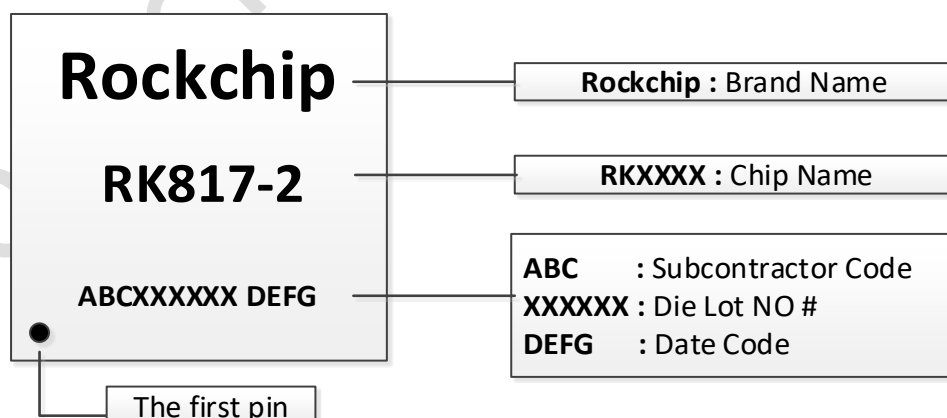 Rockchip
RK817-2
ABCXXXXXX DEFG
The first pin
Rockchip : Brand Name
RKXXXX : Chip Name
ABC : Subcontractor Code
XXXXXX : Die Lot NO #
DEFG : Date Code